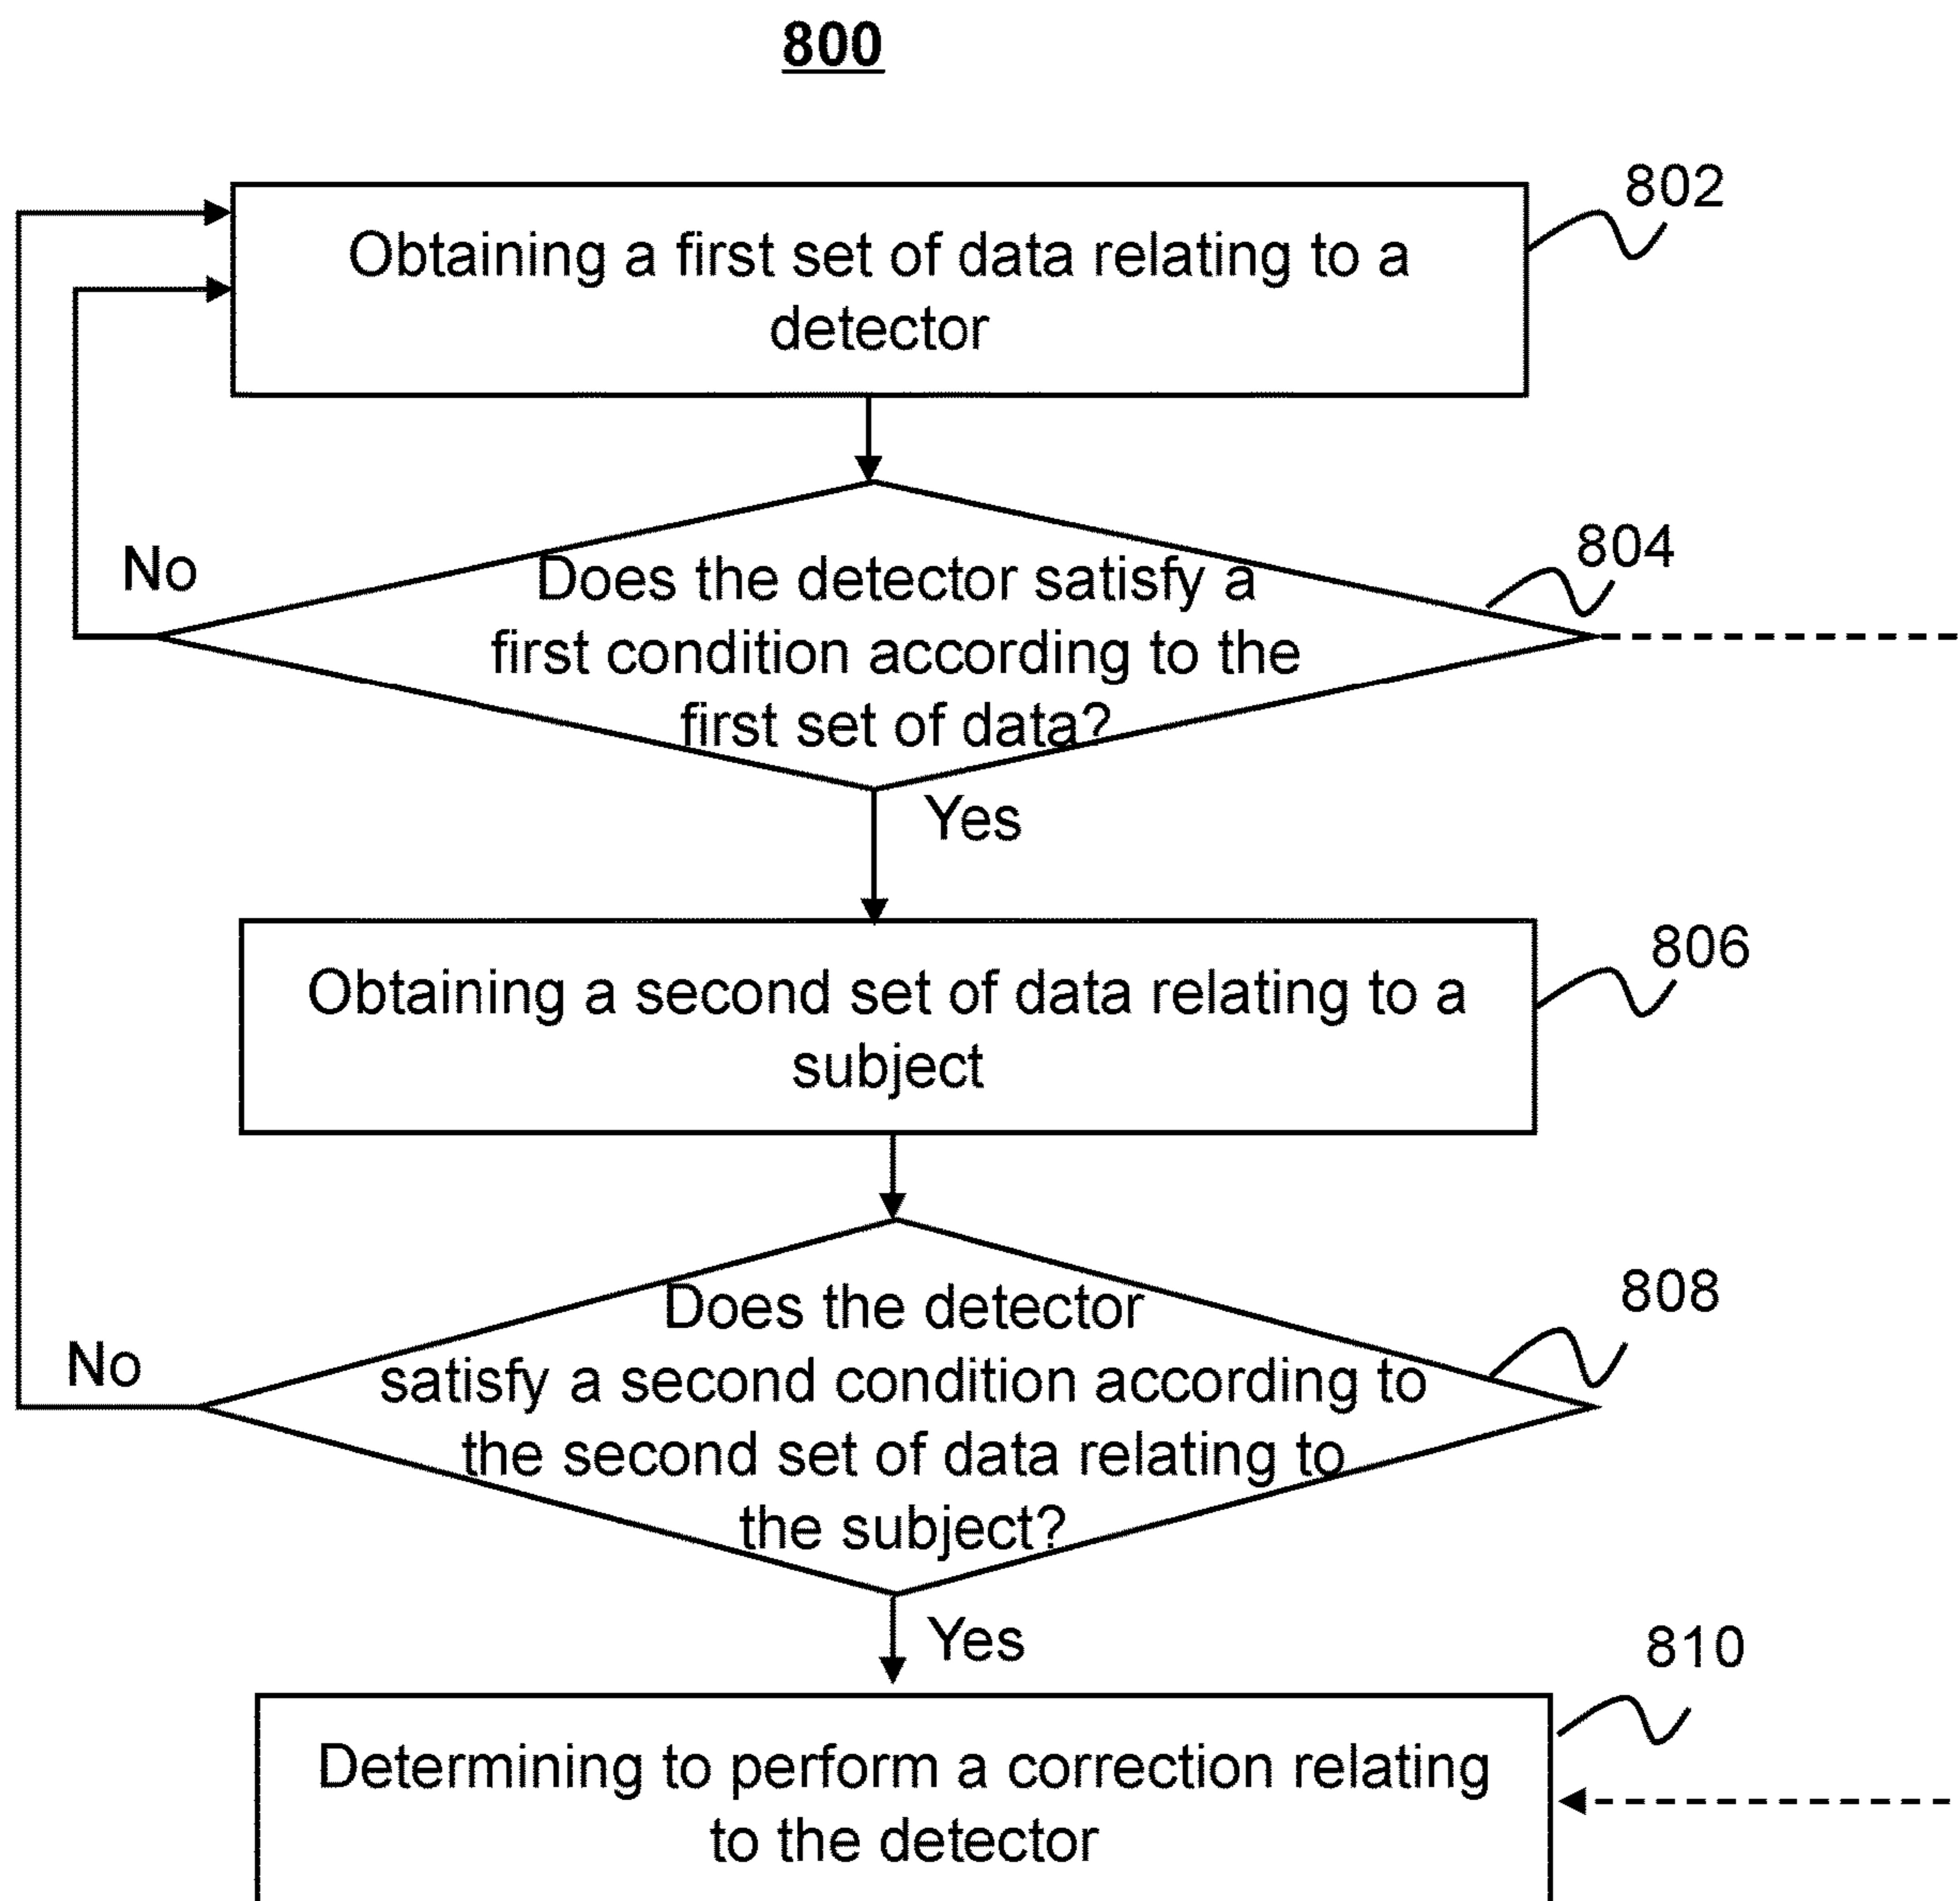 800
802
Obtaining a first set of data relating to a
detector
804
No
Does the detector satisfy a
first condition according to the
first set of data?
Yes
806
Obtaining a second set of data relating to a
subject
808
Does the detector
No
satisfy a second condition according to
the second set of data relating to
the subject?
Yes
810
Determining to perform a correction relating
to the detector